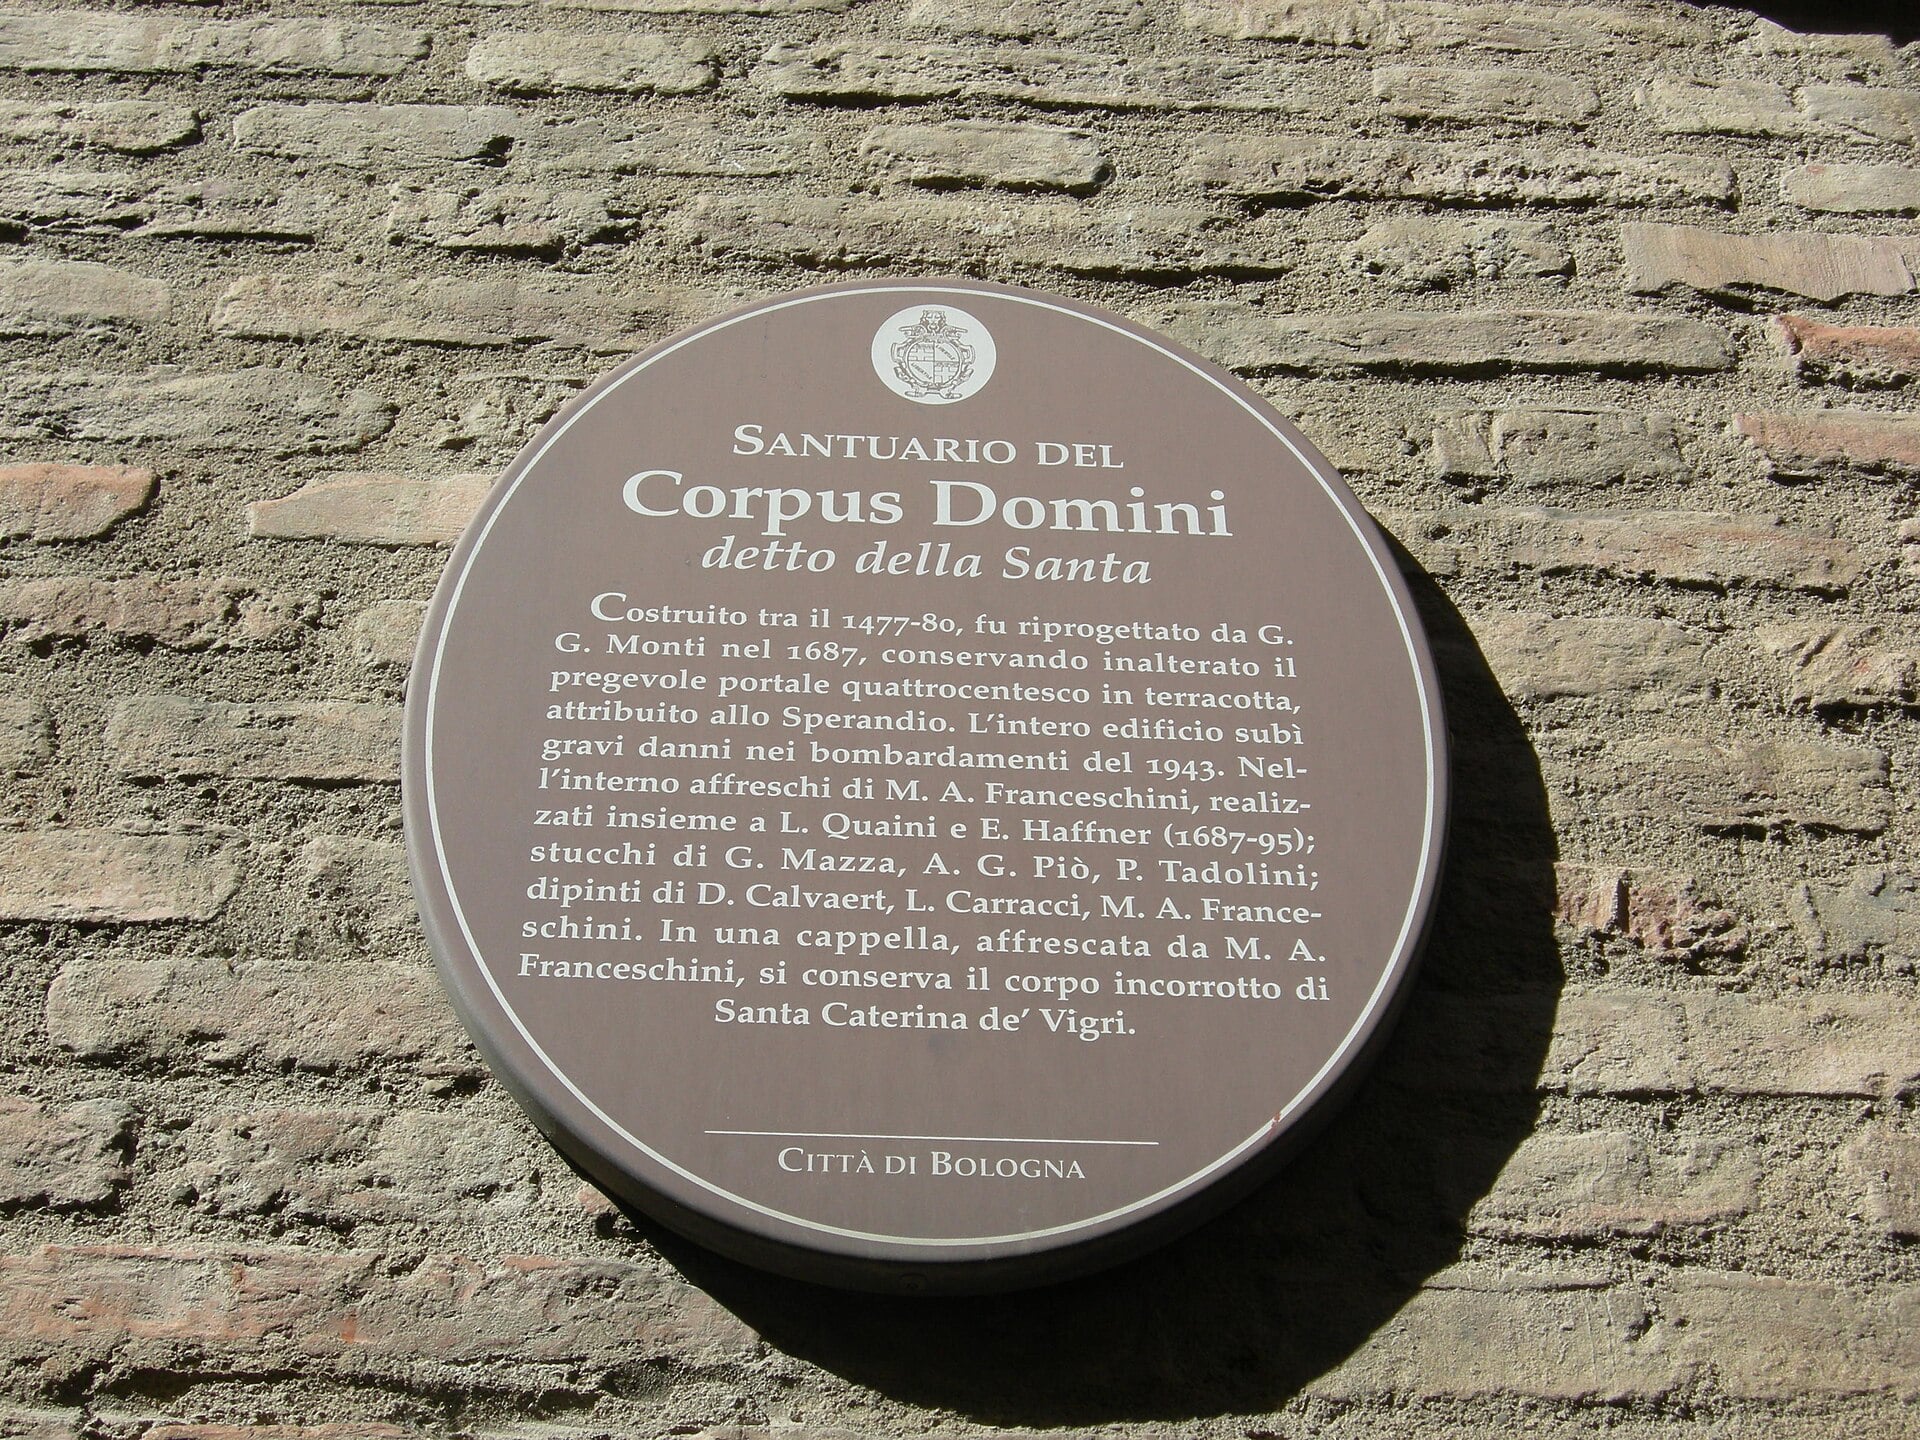 Santuario del
Corpus Domini
detto della Santa
Costruito tra il 1477-80, fu riprogettato da G.
G. Monti nel 1687, conservando inalterato il
pregevole portale quattrocentesco in terracotta,
attribuito allo Sperandio. L'intero edificio subì
gravi danni nei bombardamenti del 1943. Nel-
l'interno affreschi di M. A. Franceschini, realiz-
zati insieme a L. Quaini e E. Haffner (1687-95);
stucchi di G. Mazza, A. G. Piò, P. Tadolini;
dipinti di D. Calvaert, L. Carracci, M. A. France-
schini. In una cappella, affrescata da M. A.
Franceschini, si conserva il corpo incorrotto di
Santa Caterina de' Vigri.
Città di Bologna